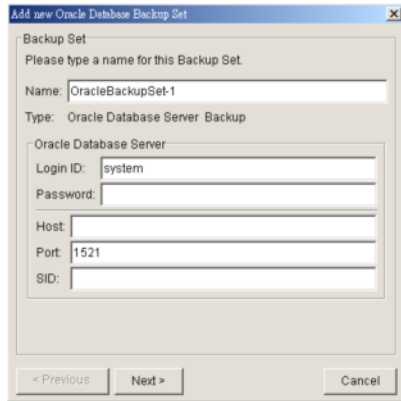 Add new Oracle Database Backup Set
Backup Set
Please type a name for this Backup Set.
Name: OracleBackupSet-1
Type: Oracle Database Server Backup
Oracle Database Server
Login ID: system
Password:
Host:
Port: 1521
SID:
< Previous Next > Cancel